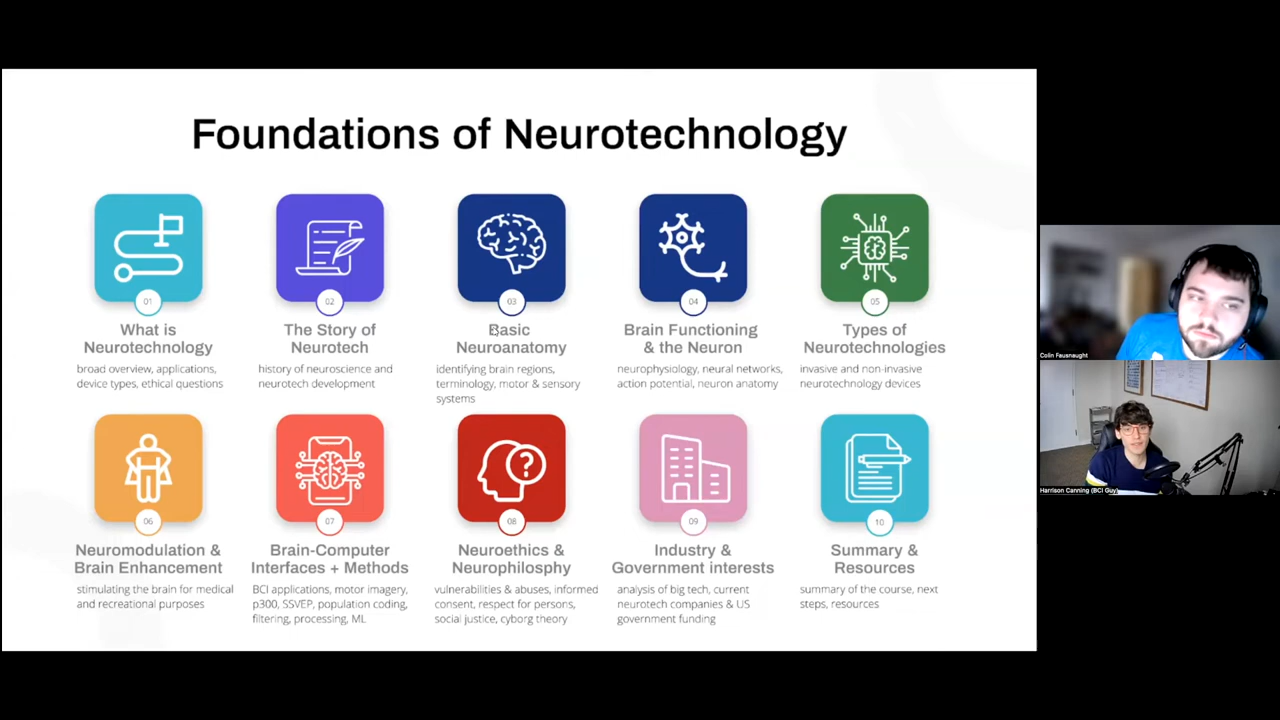 Foundations of Neurotechnology
01
What is
Neurotechnology
broad overview, applications,
device types, ethical questions
02
The Story of
Neurotech
history of neuroscience and
neurotech development
03
Basic
Neuroanatomy
identifying brain regions,
terminology, motor & sensory
systems
04
Brain Functioning
& the Neuron
neurophysiology, neural networks,
action potential, neuron anatomy
05
Types of
Neurotechnologies
invasive and non-invasive
neurotechnology devices
06
Neuromodulation &
Brain Enhancement
stimulating the brain for medical
and recreational purposes
07
Brain-Computer
Interfaces + Methods
BCI applications, motor imagery,
p300, SSVEP, population coding,
filtering, processing, ML
?
08
Neuroethics &
Neurophilosphy
vulnerabilities & abuses, informed
consent, respect for persons,
social justice, cyborg theory
09
Industry &
Government interests
analysis of big tech, current
neurotech companies & US
government funding
10
Summary &
Resources
summary of the course, next
steps, resources
Colin Fausnaught
Harrison Canning (BCI Guy)